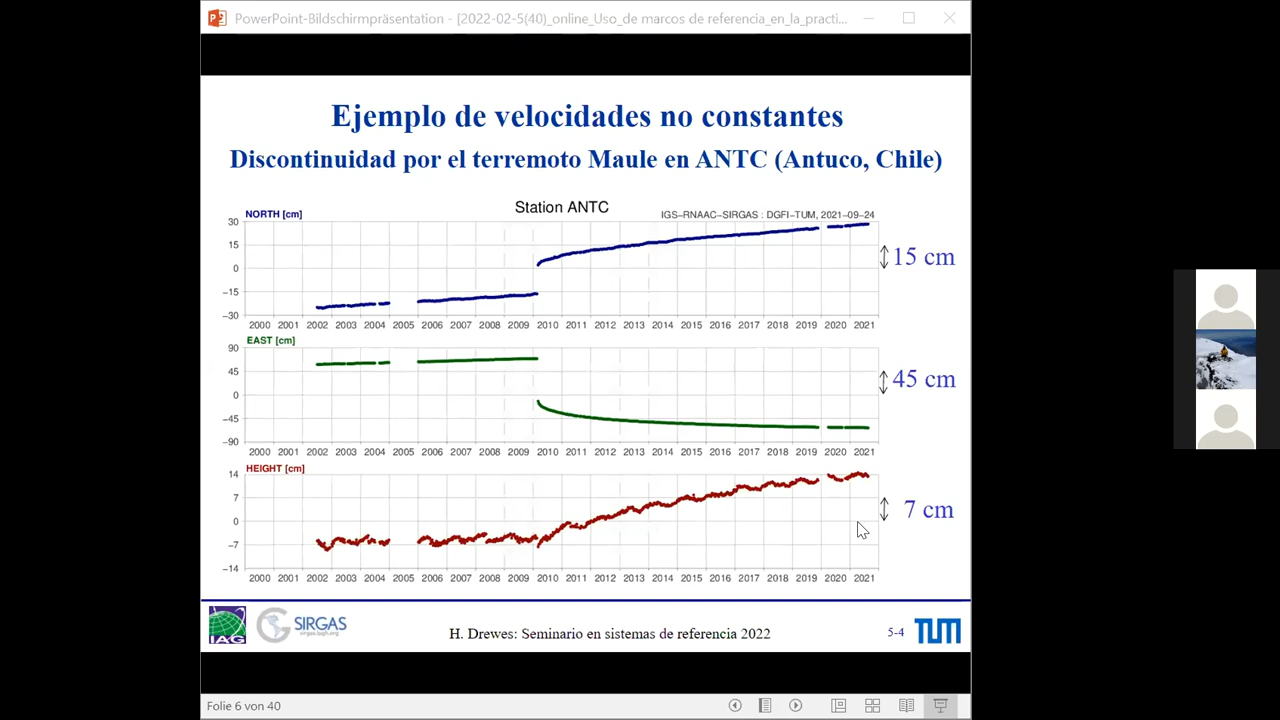 PowerPoint-Bildschirmpräsentation - [2022-02-5(40)_online_Uso_de_marcos_de referencia_en_la_practi...
Ejemplo de velocidades no constantes
Discontinuidad por el terremoto Maule en ANTC (Antuco, Chile)
Station ANTC
NORTH [cm]
IGS-RNAAC-SIRGAS : DGFI-TUM, 2021-09-24
30
15
0
-15
-30
15 cm
2000 2001 2002 2003 2004 2005 2006 2007 2008 2009 2010 2011 2012 2013 2014 2015 2016 2017 2018 2019 2020 2021
EAST [cm]
90
45
0
-45
-90
45 cm
2000 2001 2002 2003 2004 2005 2006 2007 2008 2009 2010 2011 2012 2013 2014 2015 2016 2017 2018 2019 2020 2021
HEIGHT [cm]
14
7
0
-7
-14
7 cm
2000 2001 2002 2003 2004 2005 2006 2007 2008 2009 2010 2011 2012 2013 2014 2015 2016 2017 2018 2019 2020 2021
IAG
SIRGAS
sirgas.ipgh.org
H. Drewes: Seminario en sistemas de referencia 2022
5-4
TUM
Folie 6 von 40